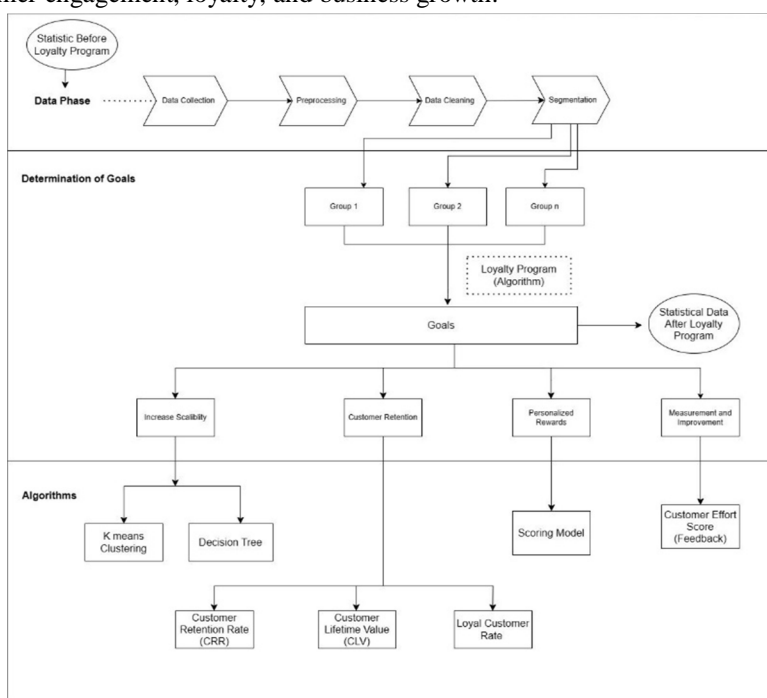 ner engagement, loyalty, and business growth.
Statistic Before
Loyalty Program
Data Phase
Data Collection
Preprocessing
Data Cleaning
Segmentation
Determination of Goals
Group 1
Group 2
Group n
Loyalty Program
(Algorithm)
Goals
Statistical Data
After Loyalty
Program
Increase Scaliblity
Customer Retention
Personalized
Rewards
Measurement and
Improvement
Algorithms
K means
Clustering
Decision Tree
Scoring Model
Customer Effort
Score
(Feedback)
Customer
Retention Rate
(CRR)
Customer
Lifetime Value
(CLV)
Loyal Customer
Rate